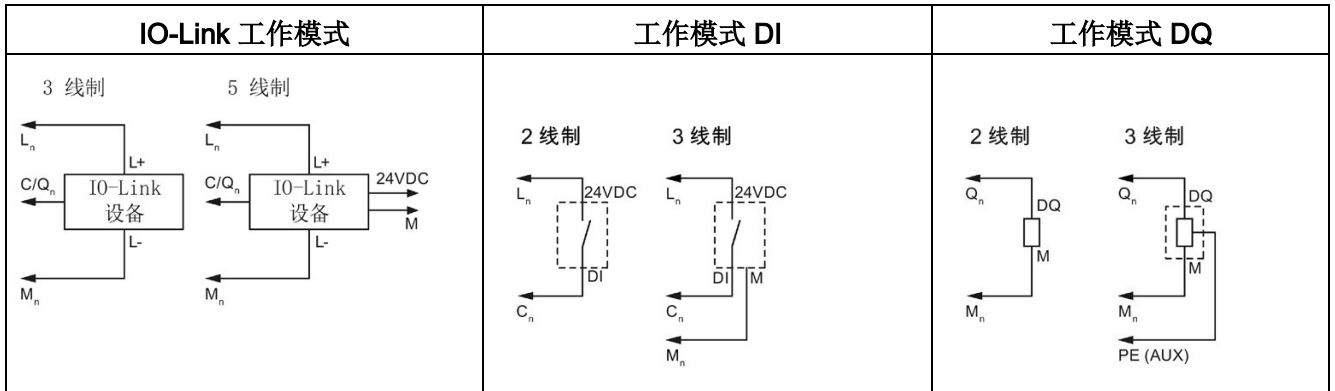 IO-Link 工作模式
工作模式 DI
工作模式 DQ
3 线制
5 线制
Ln
L+
C/Qn
IO-Link
设备
L-
Mn
Ln
L+
C/Qn
IO-Link
设备
24VDC
M
L-
Mn
2 线制
3 线制
Ln
24VDC
DI
Cn
Ln
24VDC
DI
M
Cn
Mn
2 线制
3 线制
Qn
DQ
M
Mn
Qn
DQ
M
Mn
PE (AUX)